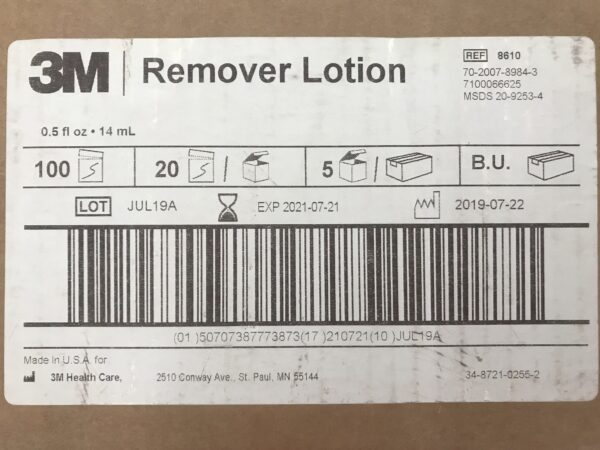 3M | Remover Lotion
REF 8610
70-2007-8984-3
7100066625
MSDS 20-9253-4
0.5 fl oz • 14 mL
100 20 / 5 / B.U.
LOT JUL19A EXP 2021-07-21 2019-07-22
(01 )50707387773873(17 )210721(10 )JUL19A
Made in U.S.A. for
3M Health Care, 2510 Conway Ave., St. Paul, MN 55144
34-8721-0255-2